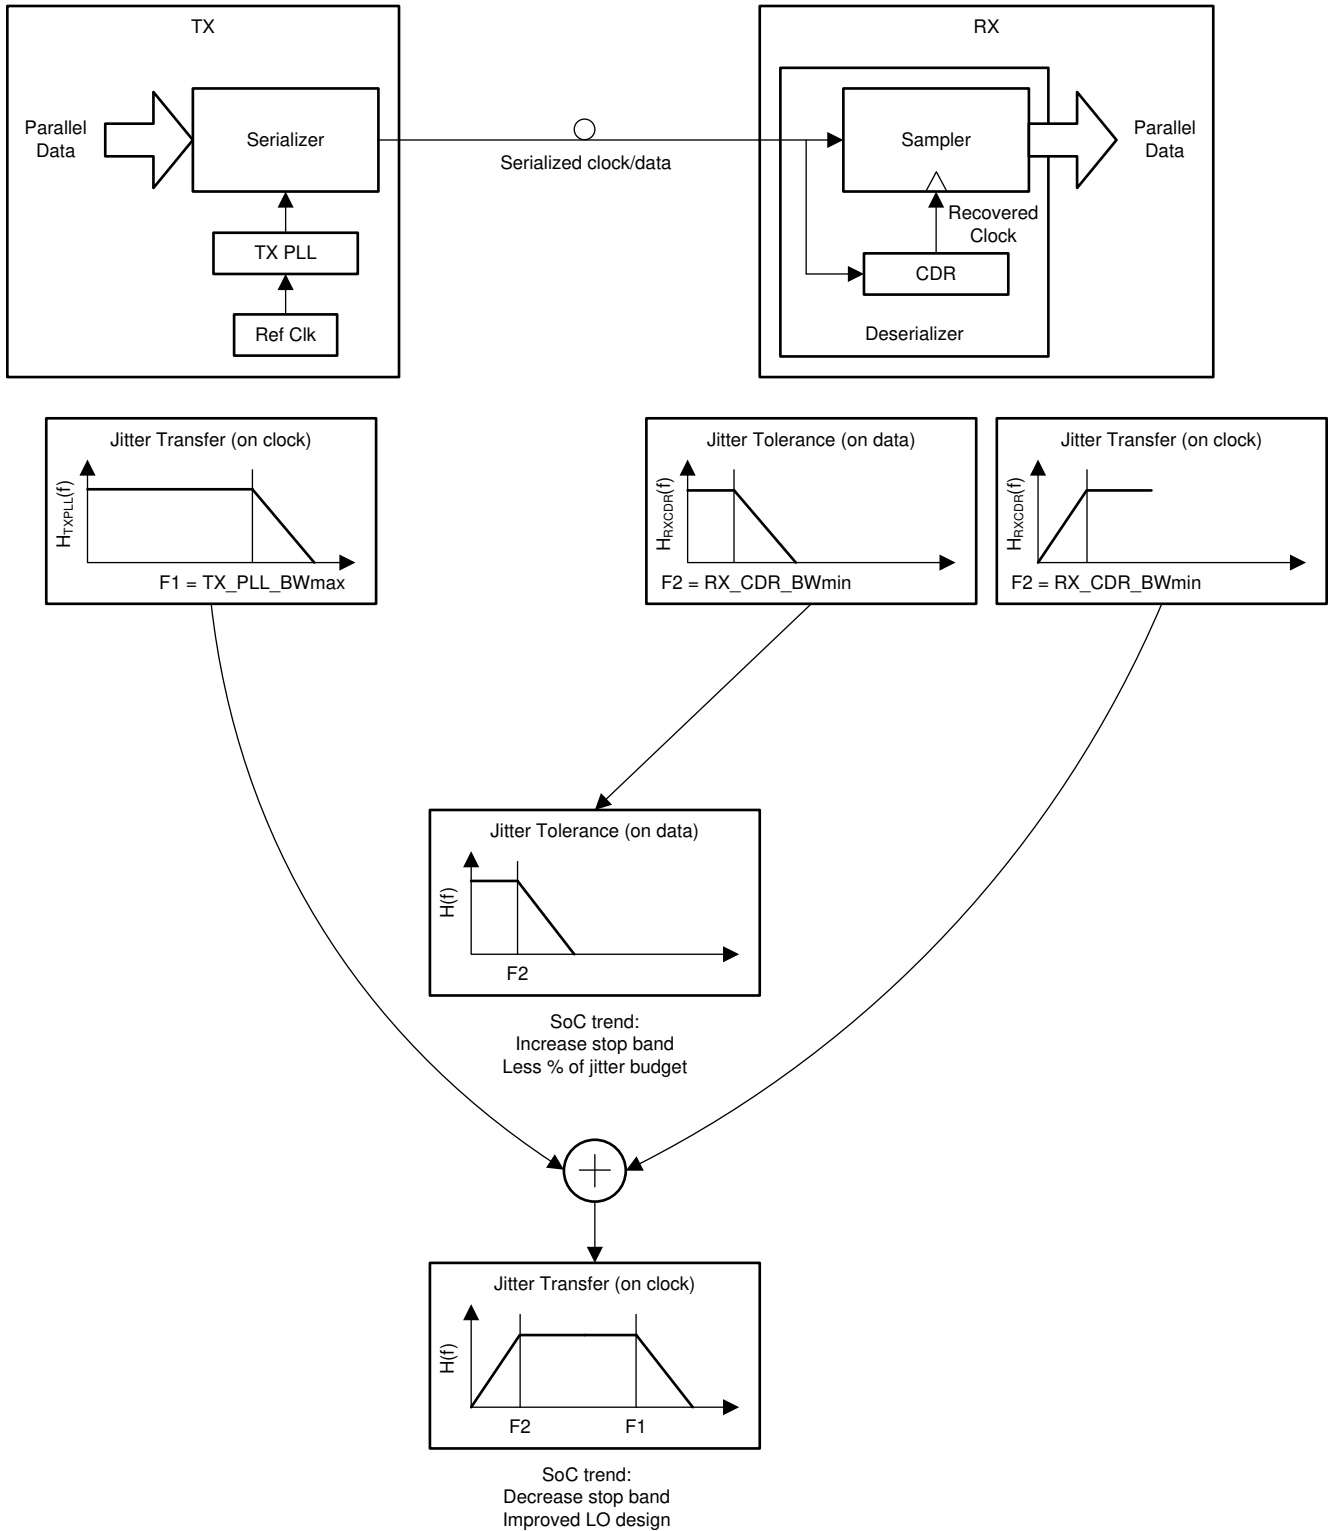 TX
Parallel
Data
Serializer
TX PLL
Ref Clk
Serialized clock/data
RX
Sampler
Recovered
Clock
CDR
Deserializer
Parallel
Data
Jitter Transfer (on clock)
HTXPLL(f)
F1 = TX_PLL_BWmax
Jitter Tolerance (on data)
HRXCDR(f)
F2 = RX_CDR_BWmin
Jitter Transfer (on clock)
HRXCDR(f)
F2 = RX_CDR_BWmin
Jitter Tolerance (on data)
H(f)
F2
SoC trend:
Increase stop band
Less % of jitter budget
Jitter Transfer (on clock)
H(f)
F2 F1
SoC trend:
Decrease stop band
Improved LO design